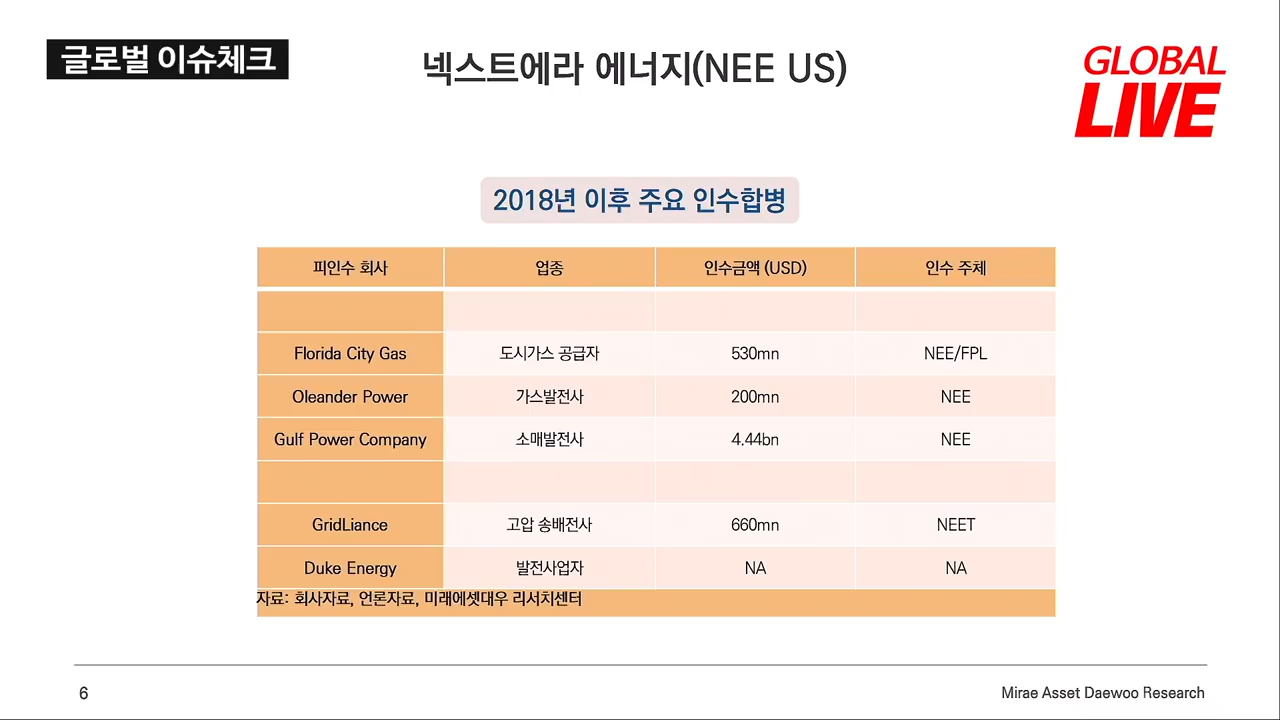 글로벌 이슈체크
넥스트에라 에너지(NEE US)
GLOBAL
LIVE
2018년 이후 주요 인수합병
피인수 회사 업종 인수금액 (USD) 인수 주체
Florida City Gas 도시가스 공급자 530mn NEE/FPL
Oleander Power 가스발전사 200mn NEE
Gulf Power Company 소매발전사 4.44bn NEE
GridLiance 고압 송배전사 660mn NEET
Duke Energy 발전사업자 NA NA
자료: 회사자료, 언론자료, 미래에셋대우 리서치센터
6
Mirae Asset Daewoo Research